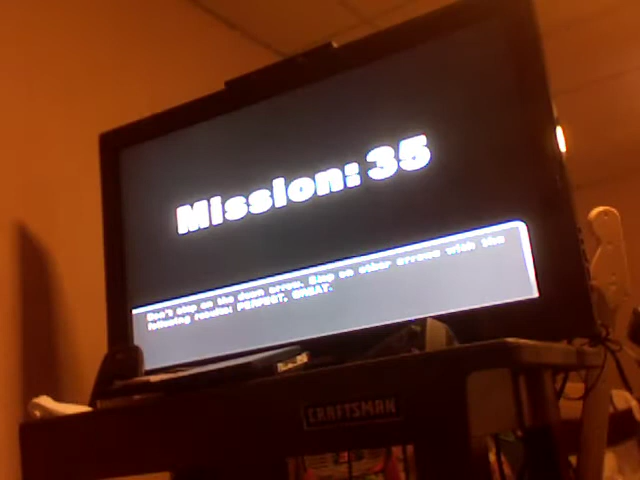 Mission: 35
Don't step on the down arrow. Step on other arrows with the
following results: PERFECT, GREAT.
CRAFTSMAN